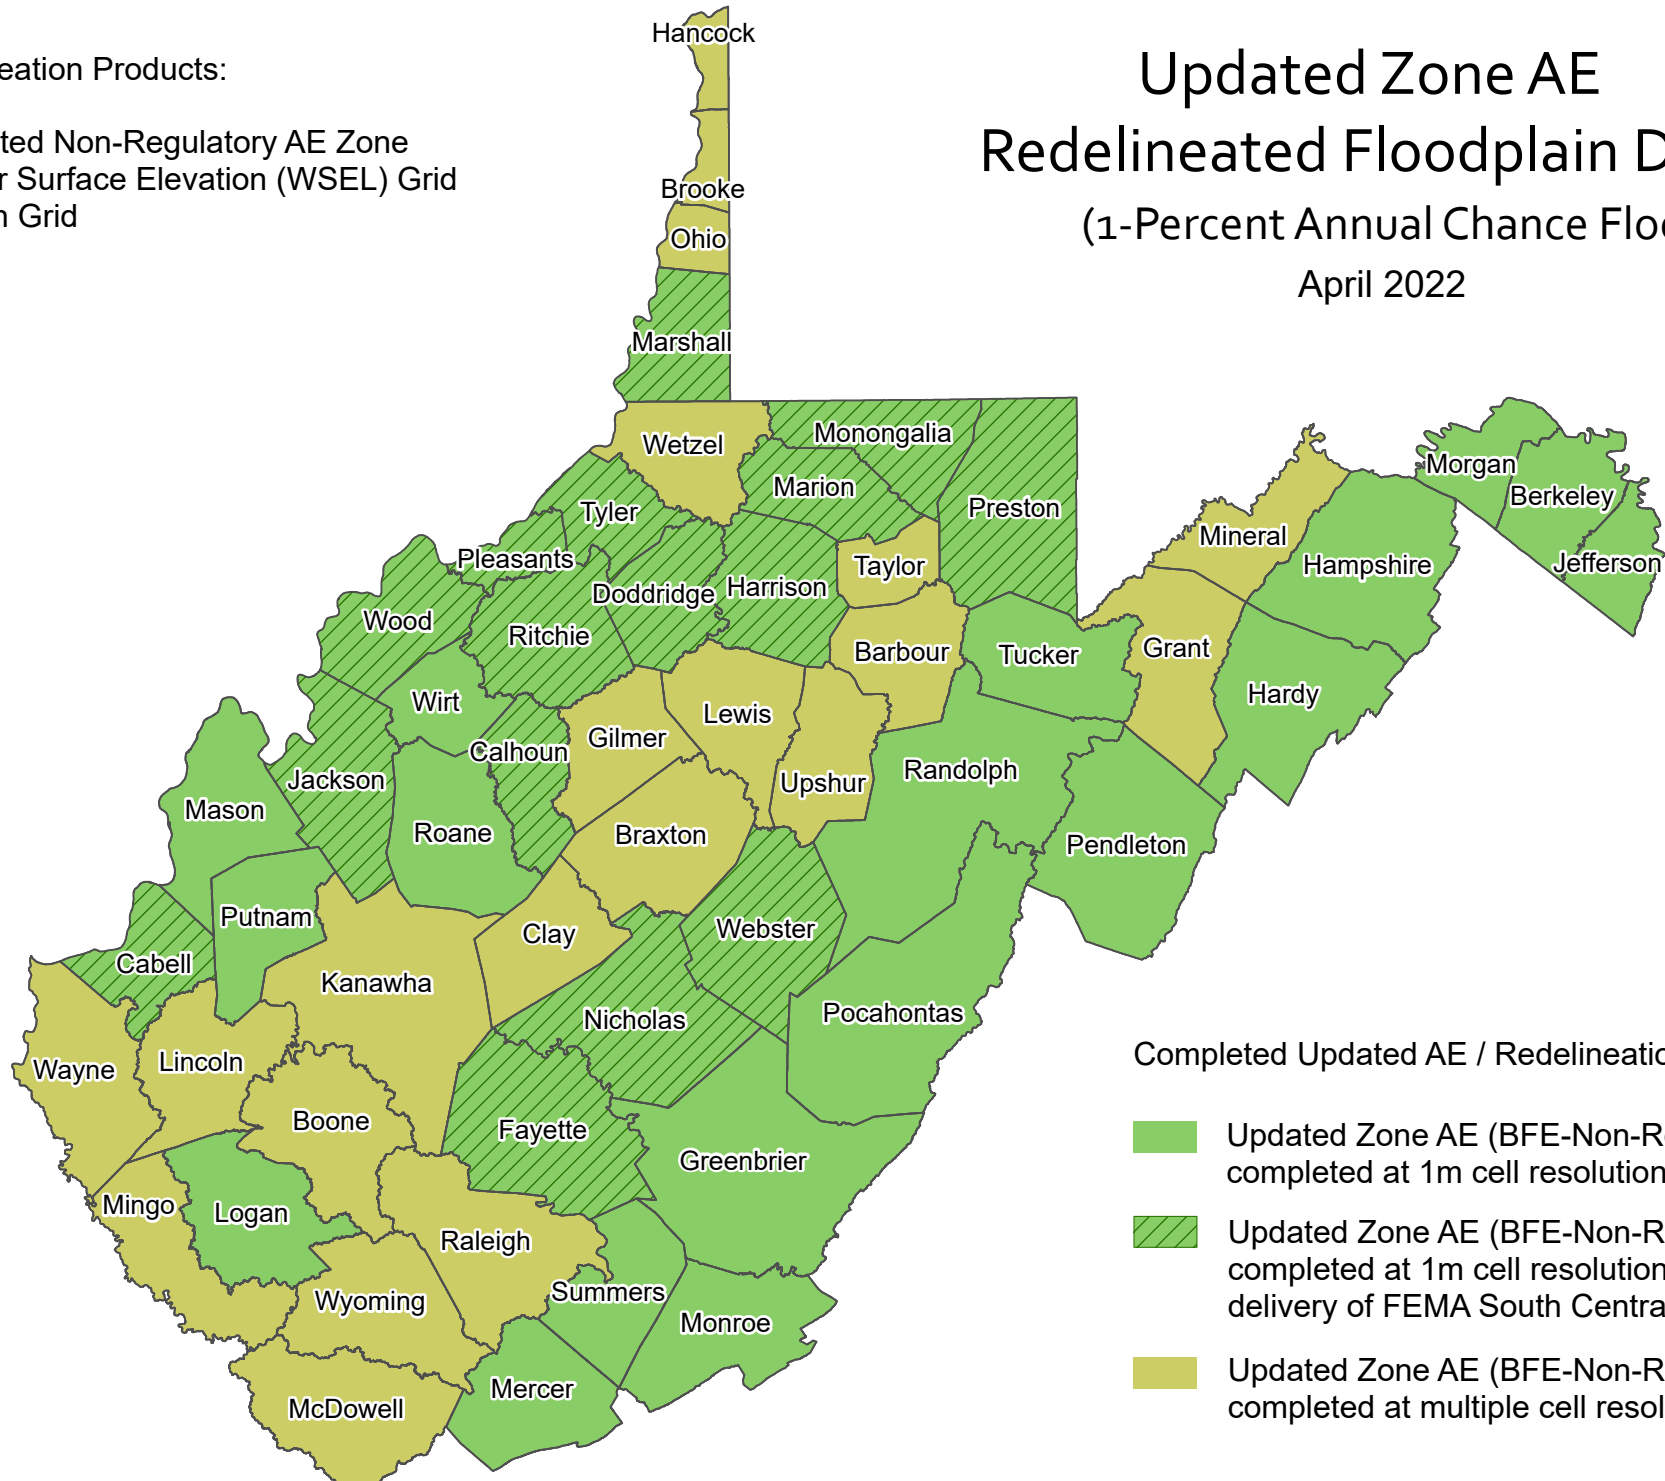 eation Products:
ted Non-Regulatory AE Zone
r Surface Elevation (WSEL) Grid
n Grid
Updated Zone AE
Redelineated Floodplain D
(1-Percent Annual Chance Floo
April 2022
Hancock
Brooke
Ohio
Marshall
Wetzel
Monongalia
Marion
Preston
Tyler
Pleasants
Doddridge
Harrison
Taylor
Wood
Ritchie
Barbour
Tucker
Grant
Mineral
Hampshire
Morgan
Berkeley
Jefferson
Hardy
Wirt
Calhoun
Gilmer
Lewis
Upshur
Randolph
Pendleton
Jackson
Mason
Roane
Braxton
Putnam
Clay
Webster
Cabell
Kanawha
Nicholas
Pocahontas
Wayne
Lincoln
Boone
Fayette
Greenbrier
Mingo
Logan
Raleigh
Wyoming
Summers
Monroe
McDowell
Mercer
Completed Updated AE / Redelineatio
Updated Zone AE (BFE-Non-R
completed at 1m cell resolution
Updated Zone AE (BFE-Non-R
completed at 1m cell resolution
delivery of FEMA South Centra
Updated Zone AE (BFE-Non-R
completed at multiple cell resol